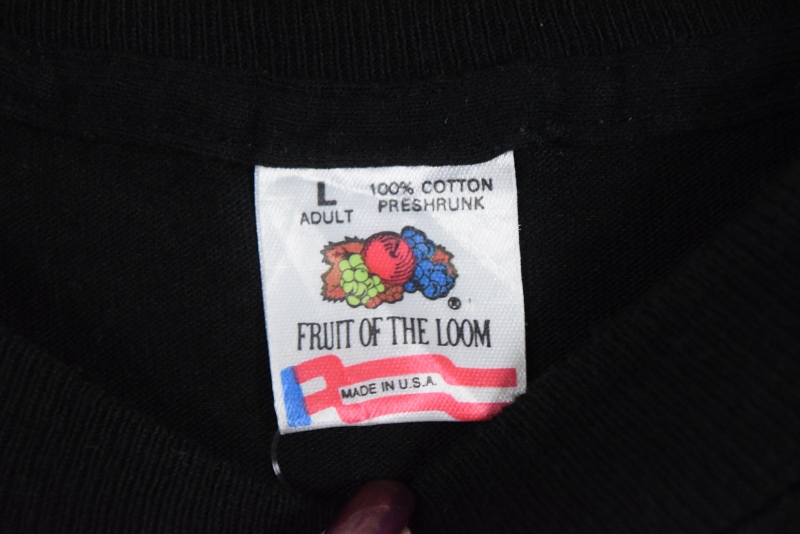 L
ADULT
100% COTTON
PRESHRUNK
®
FRUIT OF THE LOOM
MADE IN U.S.A.